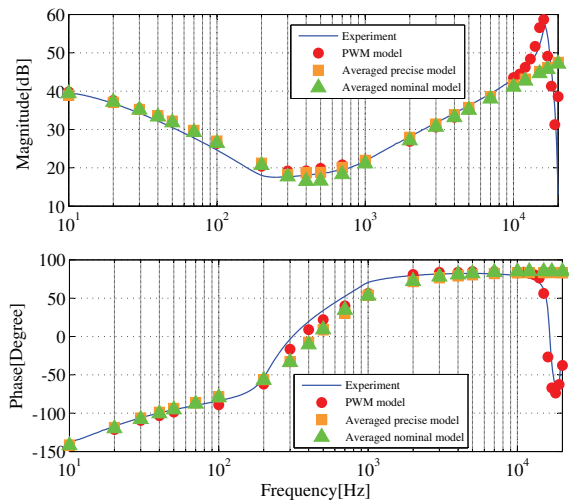 60
50
40
30
20
10
Magnitude[dB]
Experiment
PWM model
Averaged precise model
Averaged nominal model
10^1
10^2
10^3
10^4
100
50
0
-50
-100
-150
Phase[Degree]
Experiment
PWM model
Averaged precise model
Averaged nominal model
10^1
10^2
10^3
10^4
Frequency[Hz]